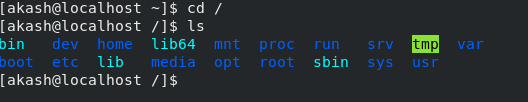 [akash@localhost ~]$ cd /
[akash@localhost /]$ ls
bin   dev  home  lib64  mnt  proc  run   srv  tmp  var
boot  etc  lib   media  opt  root  sbin  sys  usr
[akash@localhost /]$